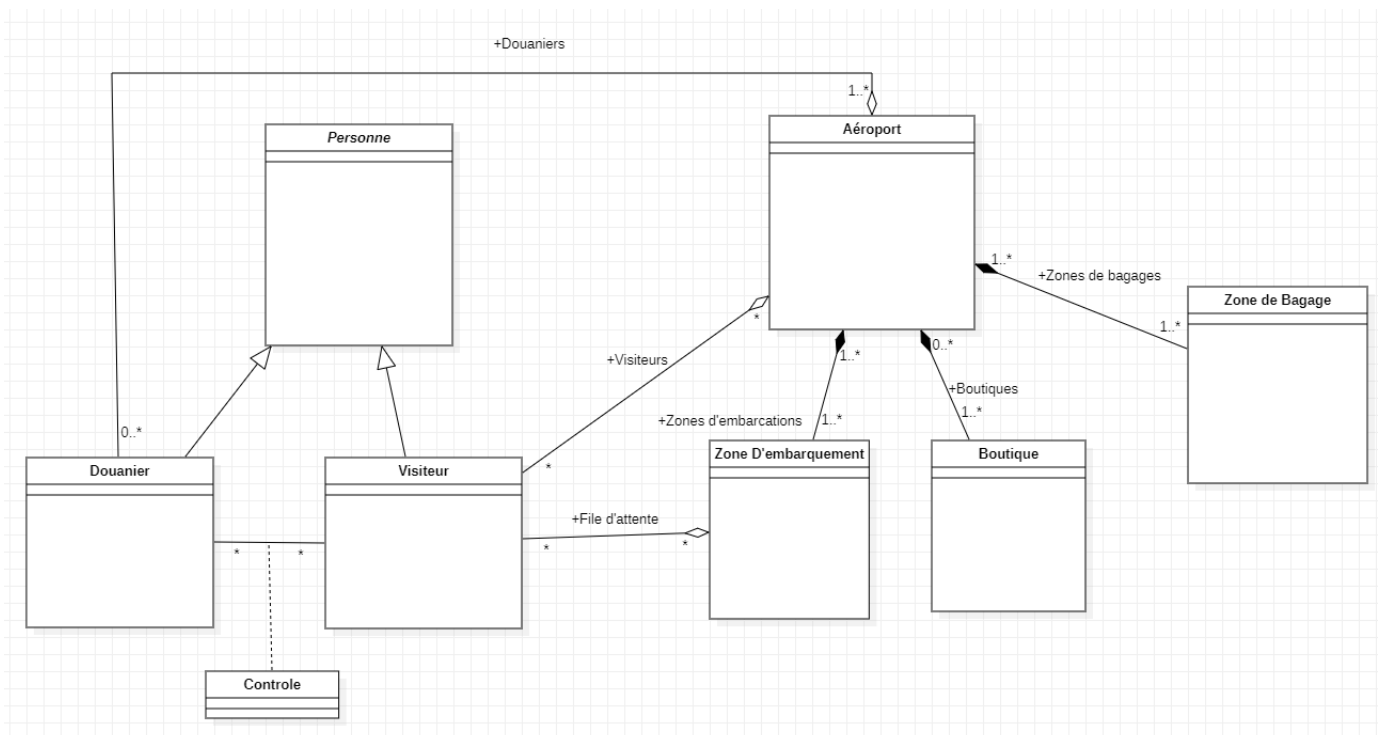 +Douaniers
1..*
Personne
Aéroport
1..*
+Zones de bagages
Zone de Bagage
1..*
*
1..*
0..*
+Visiteurs
+Boutiques
1..*
+Zones d'embarcations
1..*
0..*
Zone D'embarquement
Boutique
Douanier
Visiteur
*
+File d'attente
*
*
*
*
Controle